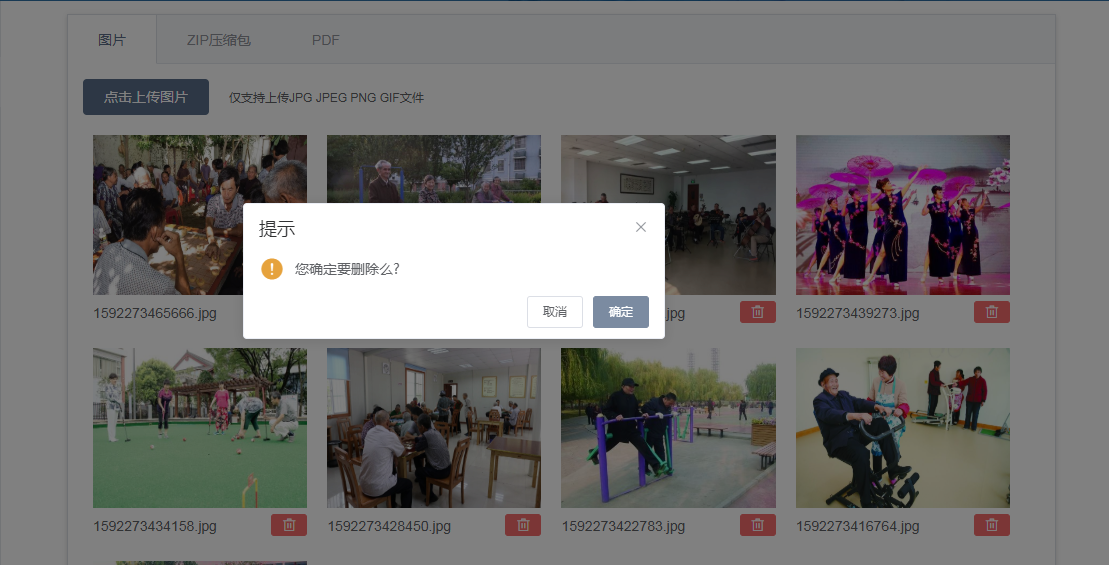 图片 ZIP压缩包 PDF
点击上传图片 仅支持上传JPG JPEG PNG GIF文件
提示
您确定要删除么?
取消 确定
1592273465666.jpg .jpg 1592273439273.jpg
1592273434158.jpg 1592273428450.jpg 1592273422783.jpg 1592273416764.jpg